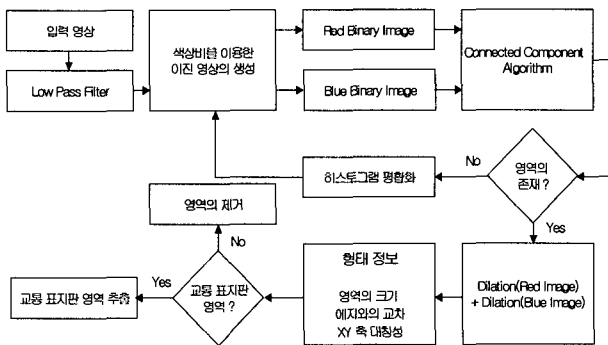 입력 영상
Low Pass Filter
색상비를 이용한
이진 영상의 생성
Red Binary Image
Blue Binary Image
Connected Component
Algorithm
영역의
존재 ?
No
Yes
히스토그램 평활화
영역의 제거
No
형태 정보
영역의 크기
에지와의 교차
XY 축 대칭성
Dilation(Red Image)
+ Dilation(Blue Image)
교통 표지판
영역 ?
Yes
교통 표지판 영역 추출